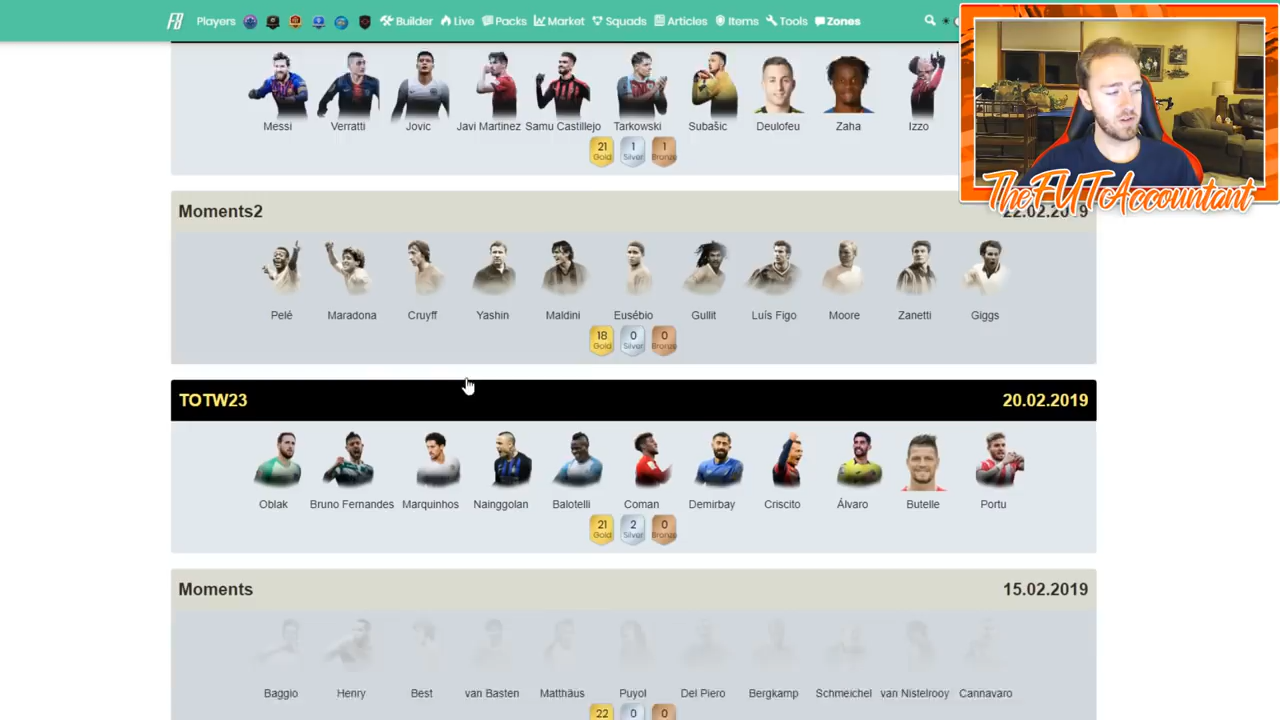 F8 Players Builder Live Packs Market Squads Articles Items Tools Zones
Messi Verratti Jovic Javi Martinez Samu Castillejo Tarkowski Subašic Deulofeu Zaha Izzo
21 Gold 1 Silver 1 Bronze
TheFUTAccountant
Moments2 22.02.2019
Pelé Maradona Cruyff Yashin Maldini Eusébio Gullit Luís Figo Moore Zanetti Giggs
18 Gold 0 Silver 0 Bronze
TOTW23 20.02.2019
Oblak Bruno Fernandes Marquinhos Nainggolan Balotelli Coman Demirbay Criscito Álvaro Butelle Portu
21 Gold 2 Silver 0 Bronze
Moments 15.02.2019
Baggio Henry Best van Basten Matthäus Puyol Del Piero Bergkamp Schmeichel van Nistelrooy Cannavaro
22 0 0